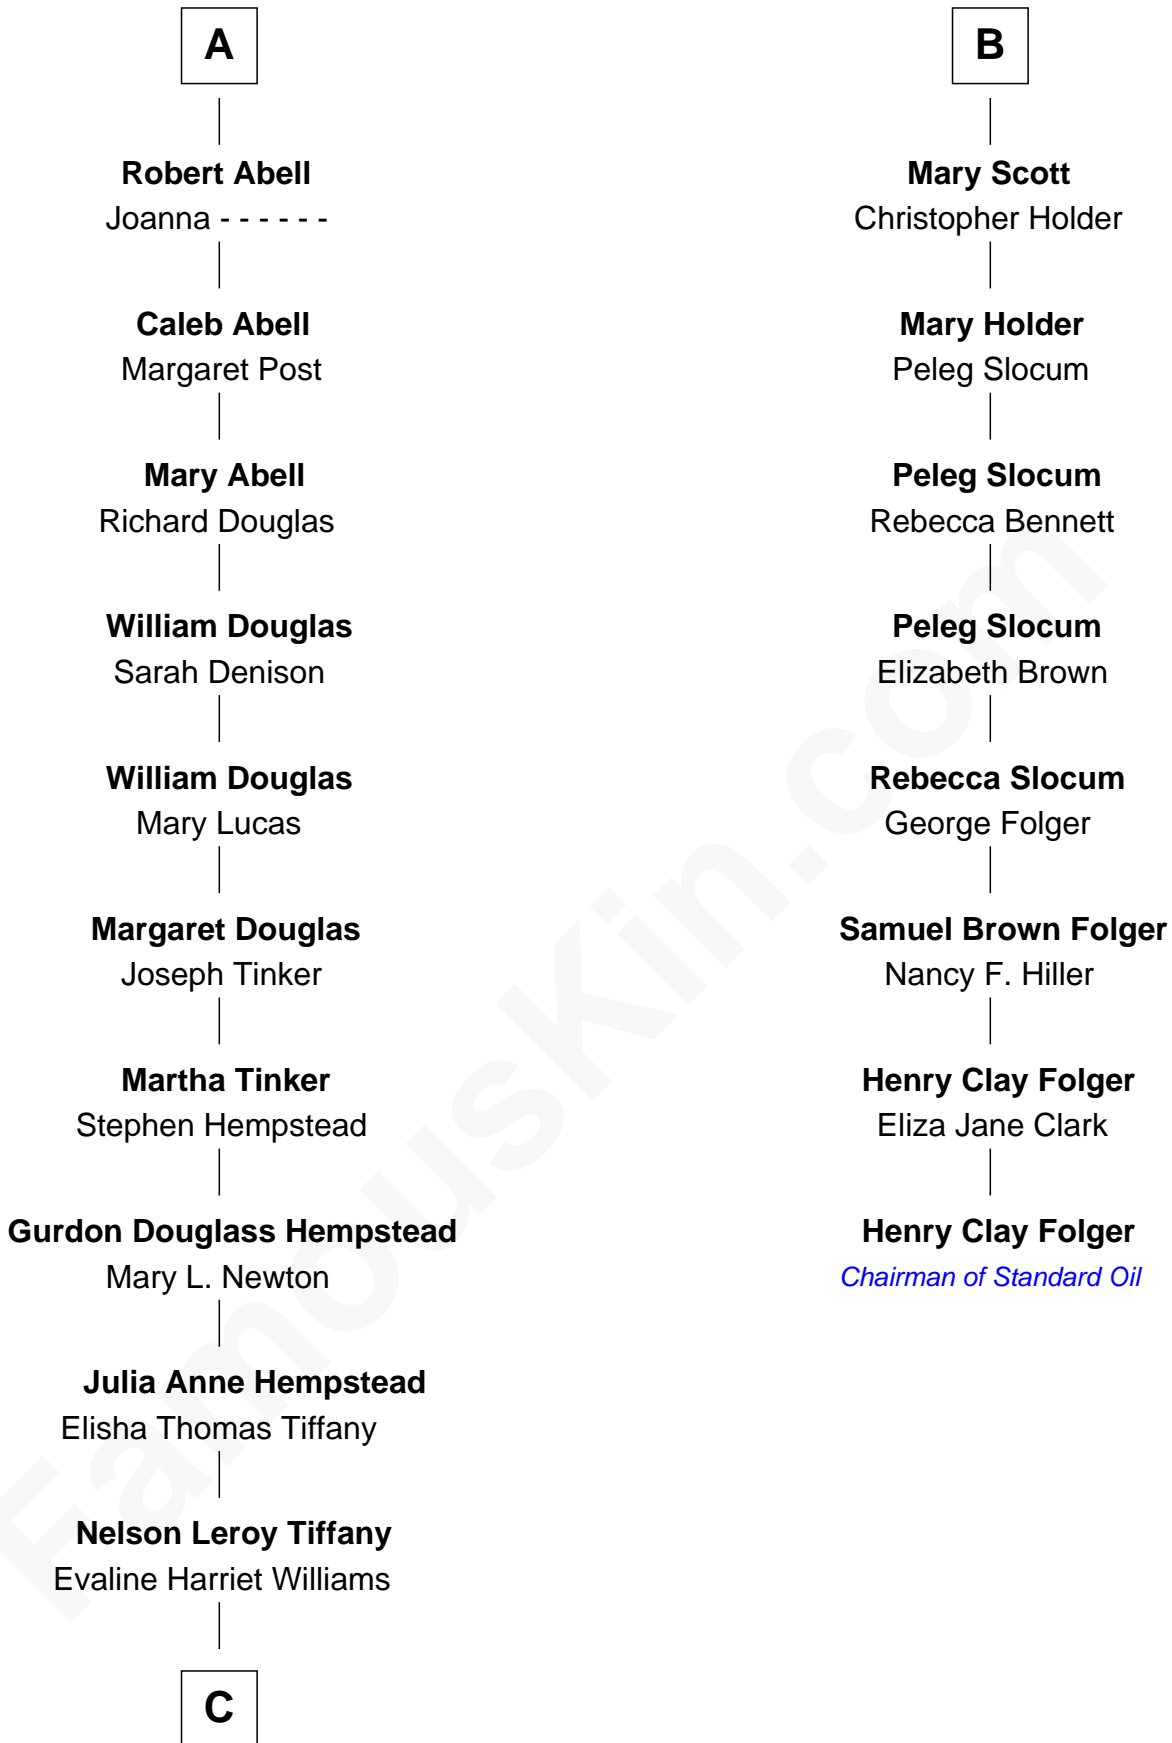 A
Robert Abell
Joanna - - - - - -
Caleb Abell
Margaret Post
Mary Abell
Richard Douglas
William Douglas
Sarah Denison
William Douglas
Mary Lucas
Margaret Douglas
Joseph Tinker
Martha Tinker
Stephen Hempstead
Gurdon Douglass Hempstead
Mary L. Newton
Julia Anne Hempstead
Elisha Thomas Tiffany
Nelson Leroy Tiffany
Evaline Harriet Williams
C
B
Mary Scott
Christopher Holder
Mary Holder
Peleg Slocum
Peleg Slocum
Rebecca Bennett
Peleg Slocum
Elizabeth Brown
Rebecca Slocum
George Folger
Samuel Brown Folger
Nancy F. Hiller
Henry Clay Folger
Eliza Jane Clark
Henry Clay Folger
Chairman of Standard Oil
FamousKin.com